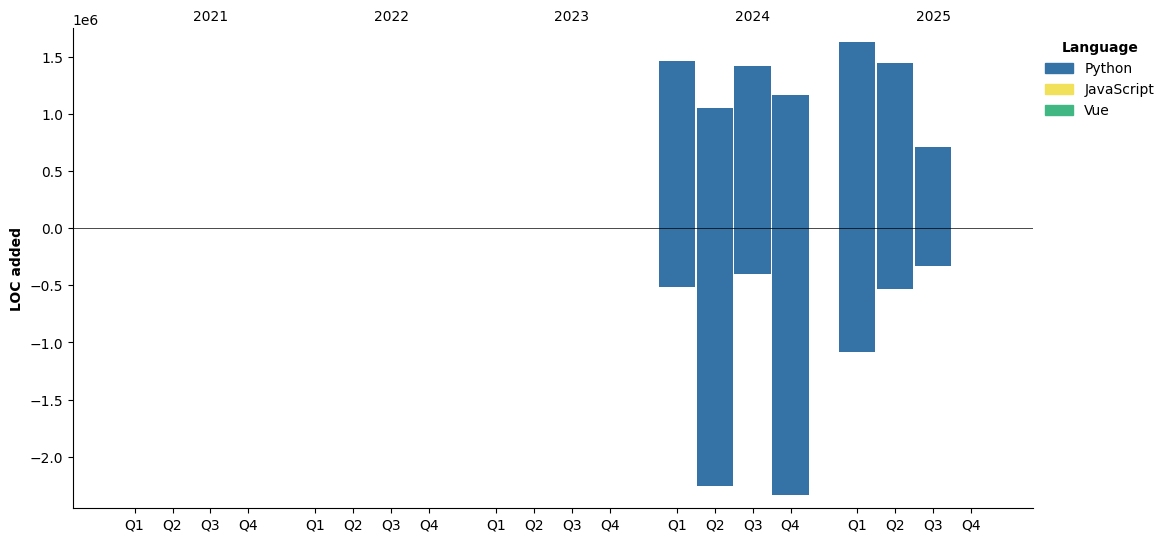 1e6
2021 2022 2023 2024 2025
Language
Python
JavaScript
Vue
LOC added
1.5
1.0
0.5
0.0
−0.5
−1.0
−1.5
−2.0
Q1 Q2 Q3 Q4 Q1 Q2 Q3 Q4 Q1 Q2 Q3 Q4 Q1 Q2 Q3 Q4 Q1 Q2 Q3 Q4